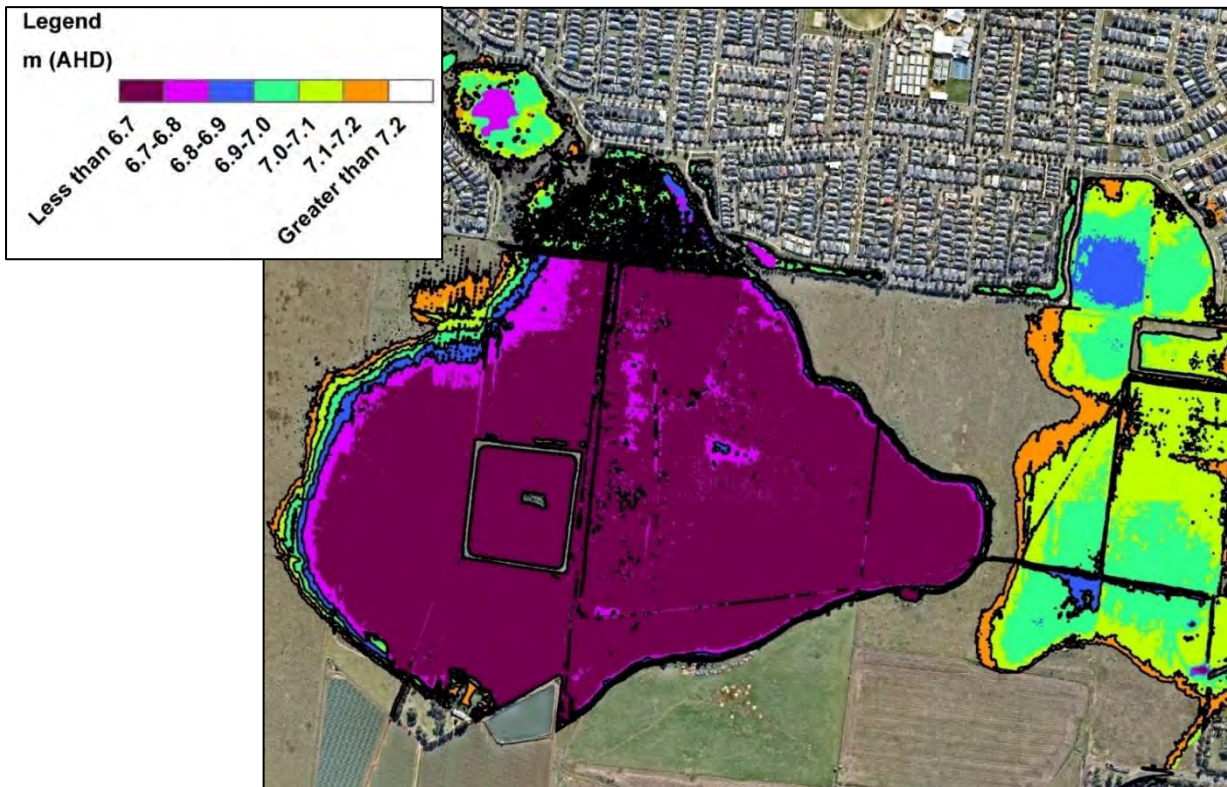 Legend
m (AHD)
Less than 6.7
6.7-6.8
6.8-6.9
6.9-7.0
7.0-7.1
7.1-7.2
Greater than 7.2